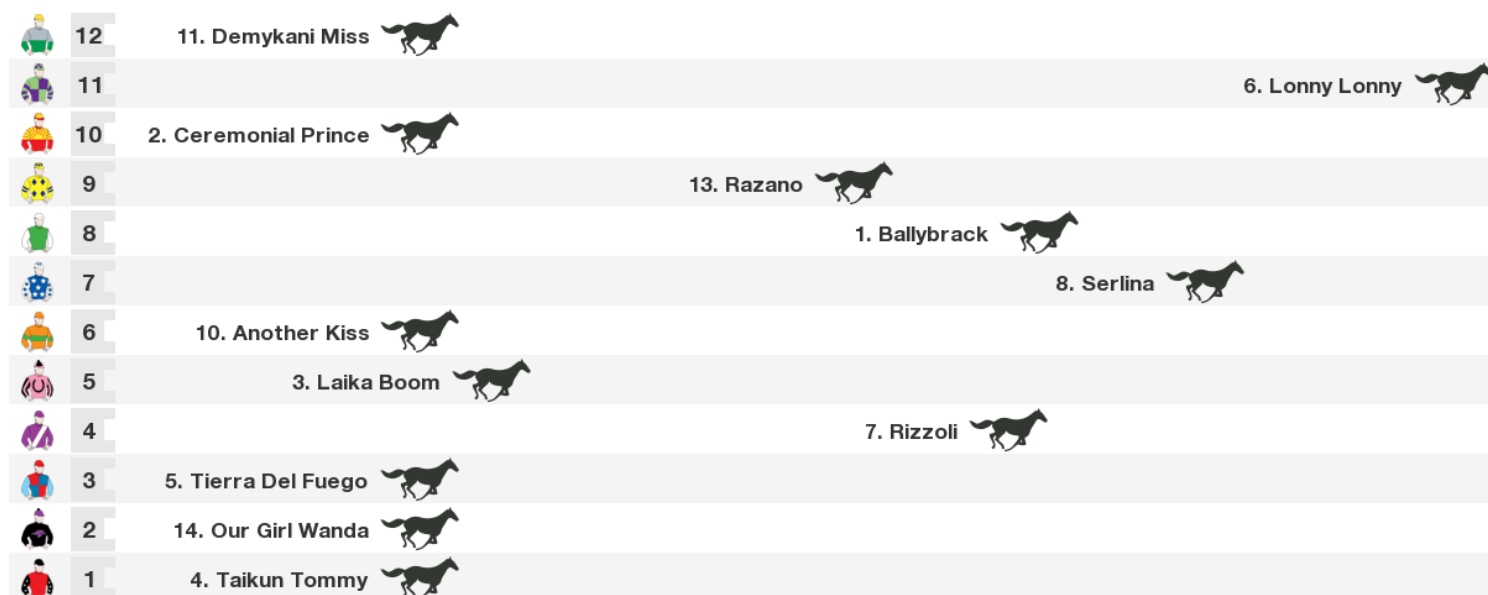 12 11. Demykani Miss
11 6. Lonny Lonny
10 2. Ceremonial Prince
9 13. Razano
8 1. Ballybrack
7 8. Serlina
6 10. Another Kiss
5 3. Laika Boom
4 7. Rizzoli
3 5. Tierra Del Fuego
2 14. Our Girl Wanda
1 4. Taikun Tommy